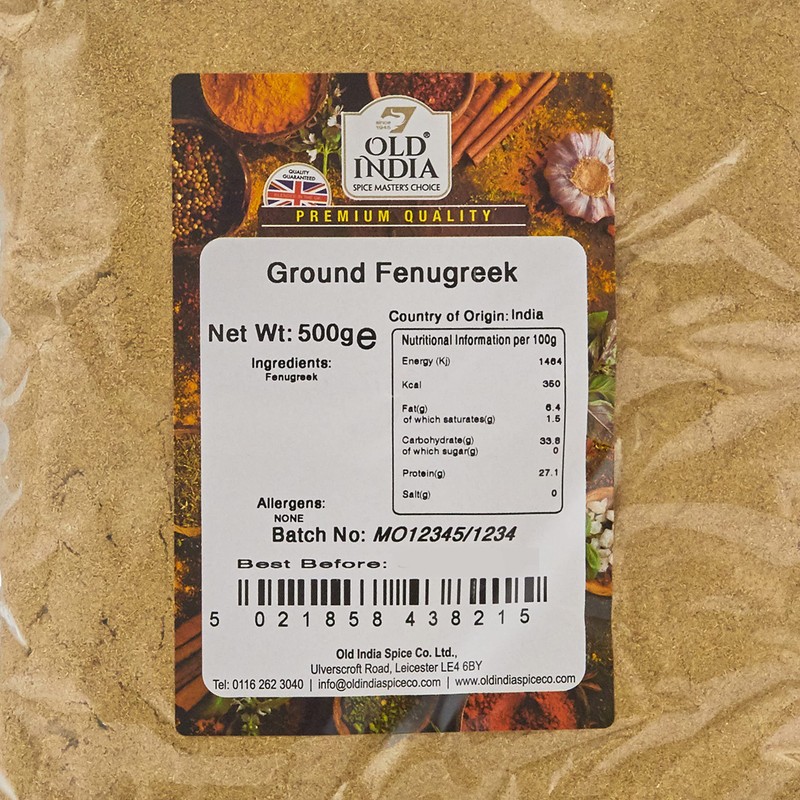 SINCE
1945
OLD®
INDIA
SPICE MASTER'S CHOICE
QUALITY
GUARANTEED
PREMIUM QUALITY
Ground Fenugreek
Country of Origin: India
Net Wt: 500g e
Ingredients:
Fenugreek
Nutritional Information per 100g
Energy (Kj) 1464
Kcal 350
Fat(g) 6.4
of which saturates(g) 1.5
Carbohydrate(g) 33.8
of which sugar(g) 0
Protein(g) 27.1
Salt(g) 0
Allergens:
NONE
Batch No: MO12345/1234
Best Before:
5 021858 438215
Old India Spice Co. Ltd.,
Ulverscroft Road, Leicester LE4 6BY
Tel: 0116 262 3040 | info@oldindiaspiceco.com | www.oldindiaspiceco.com